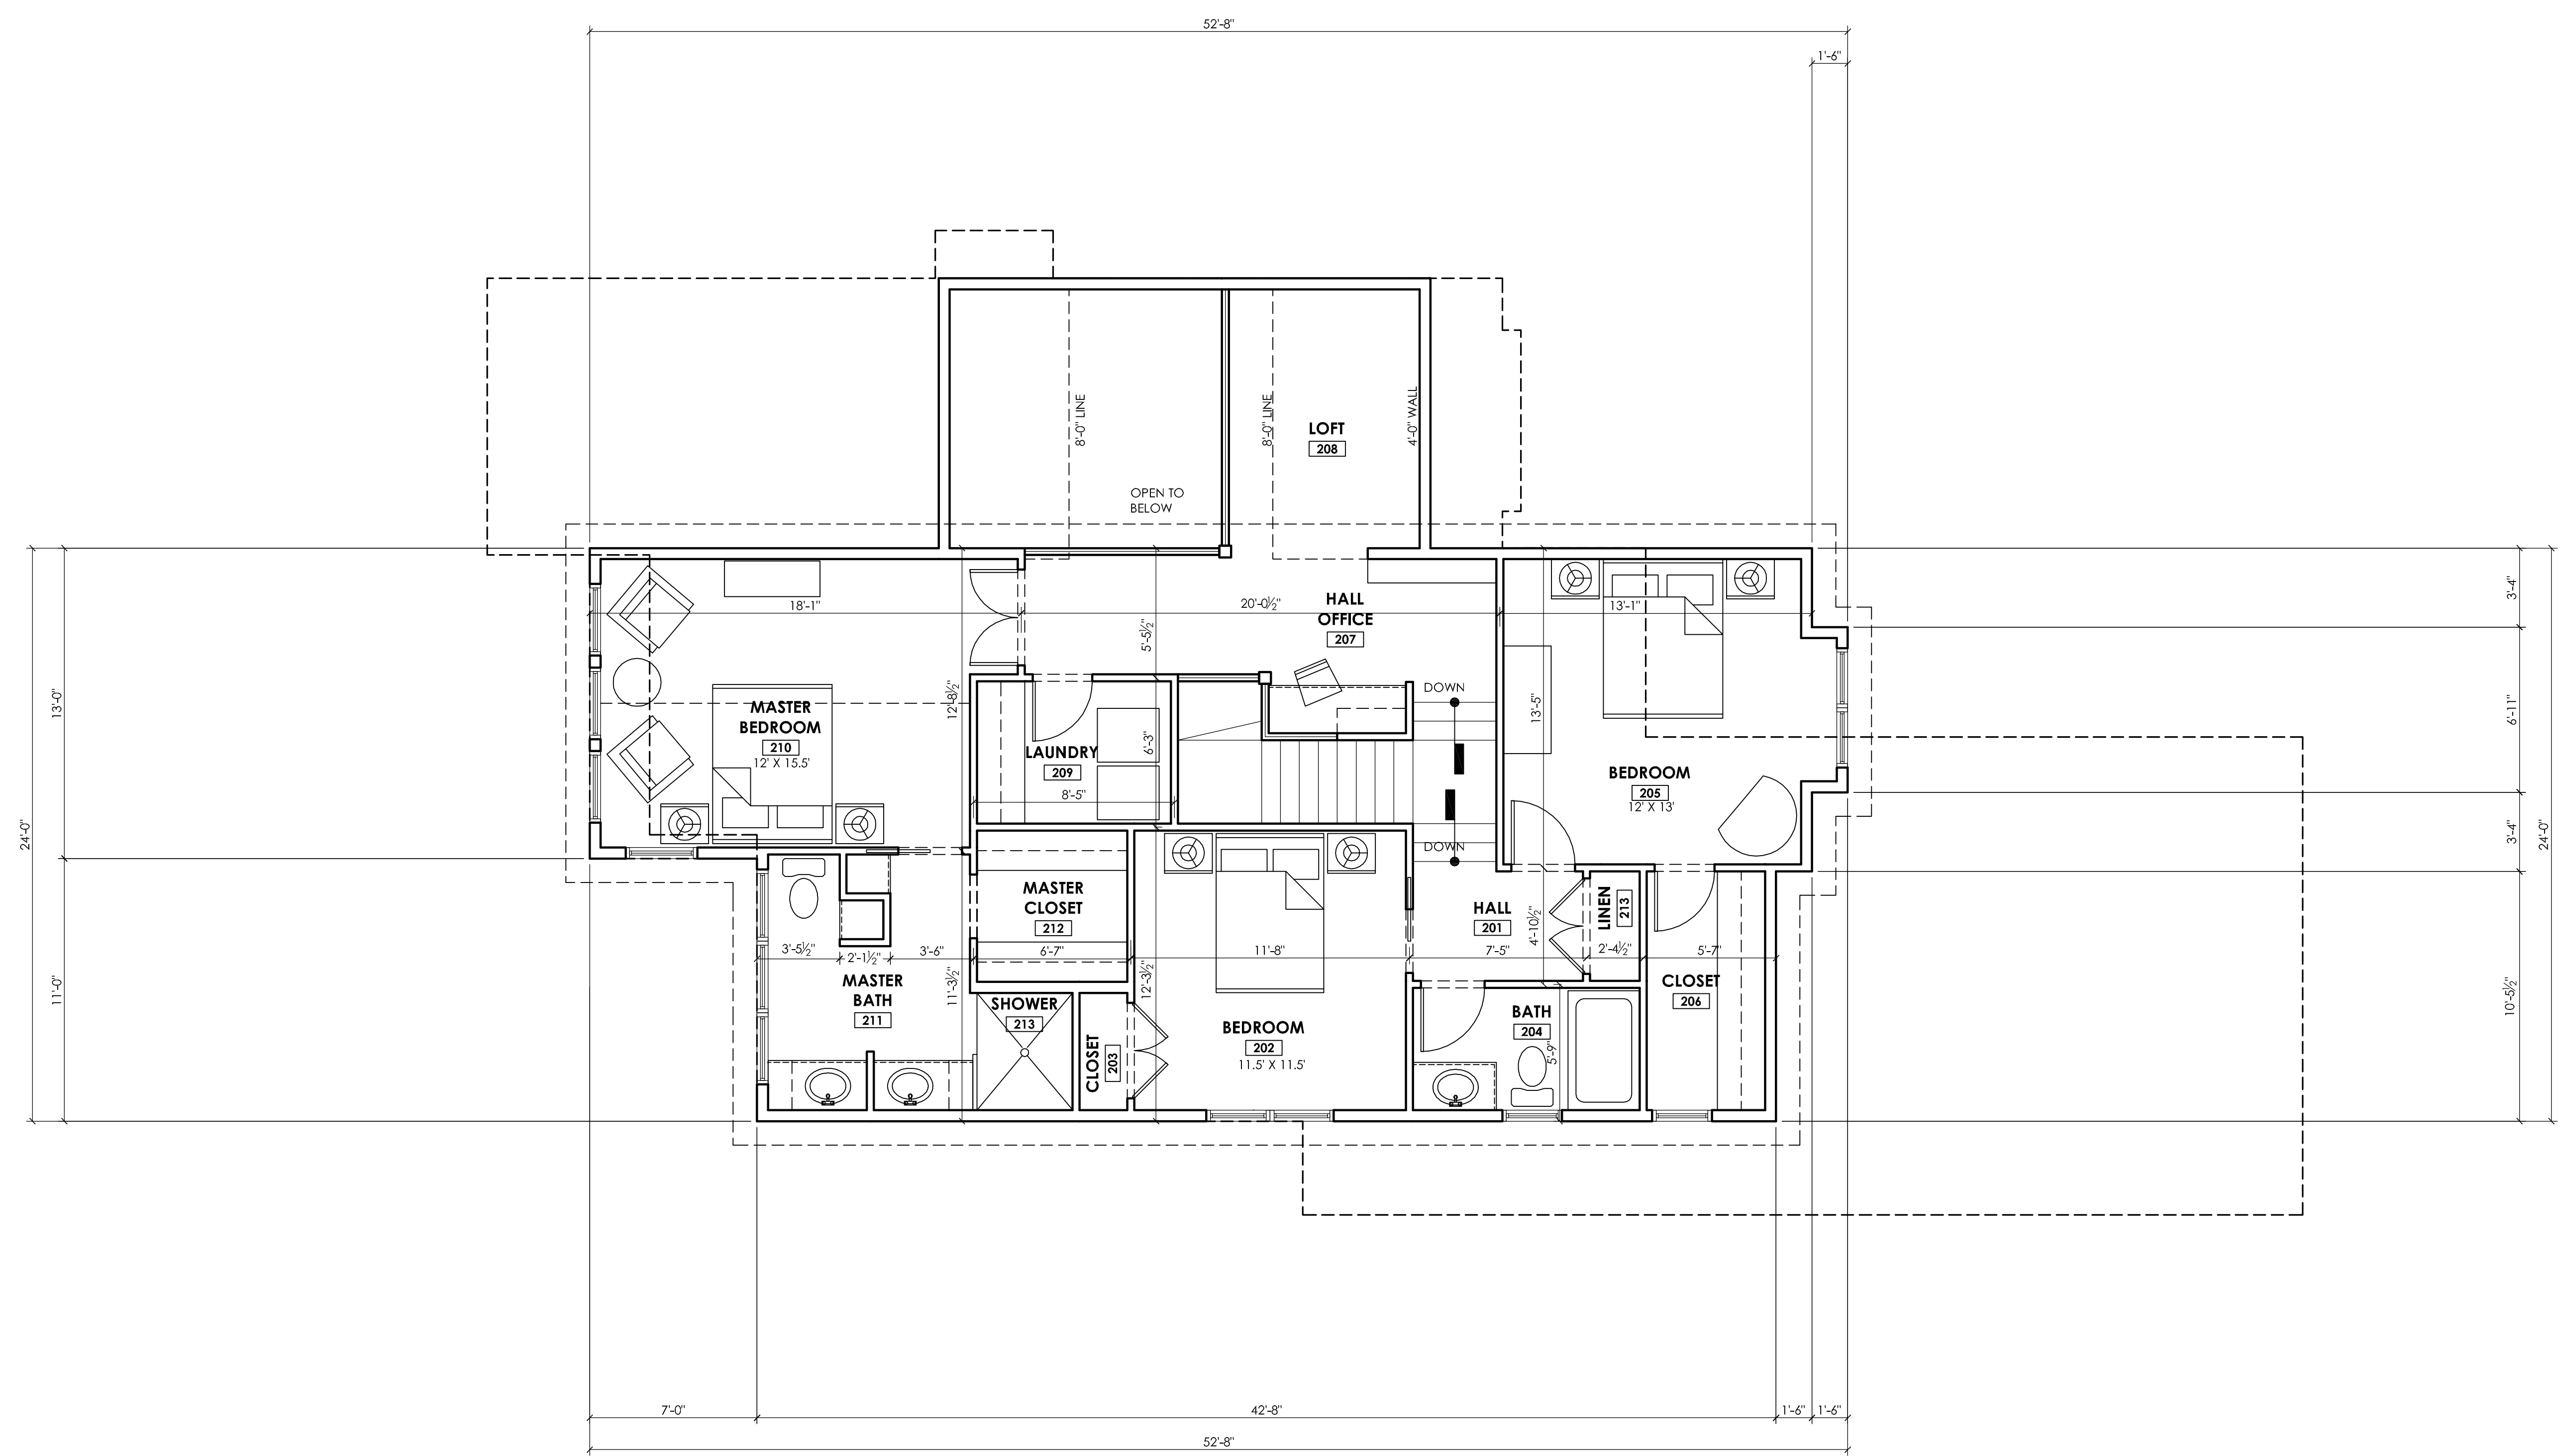 52'-8"
1'-6"
8'-0" LINE
8'-0" LINE
4'-0" WALL
LOFT
208
OPEN TO
BELOW
18'-1"
20'-0½"
HALL
OFFICE
207
13'-1"
3'-4"
5'-5½"
13'-0"
12'-8½"
DOWN
13'-5"
6'-11"
MASTER
BEDROOM
210
12' X 15.5'
LAUNDRY
209
6'-3"
8'-5"
BEDROOM
205
12' X 13'
24'-0"
3'-4"
24'-0"
DOWN
MASTER
CLOSET
212
HALL
201
4'-10½"
LINEN
213
3'-5½"
2'-1½"
3'-6"
6'-7"
11'-8"
7'-5"
2'-4½"
5'-7"
11'-0"
MASTER
BATH
211
11'-3½"
SHOWER
213
12'-3½"
CLOSET
203
BEDROOM
202
11.5' X 11.5'
BATH
204
5'-9"
CLOSET
206
10'-5½"
7'-0"
42'-8"
1'-6"
1'-6"
52'-8"